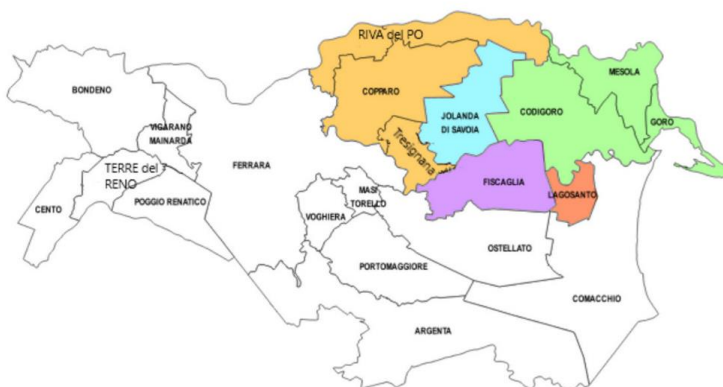 RIVA del PO
MESOLA
BONDENO
COPPARO
CODIGORO
JOLANDA
DI SAVOIA
GORO
VIGARANO
MAINARDA
Tresignana
FERRARA
TERRE del
RENO
FISCAGLIA
MASI
TORELLO
LAGOSANTO
POGGIO RENATICO
CENTO
VOGHIERA
OSTELLATO
PORTOMAGGIORE
COMACCHIO
ARGENTA